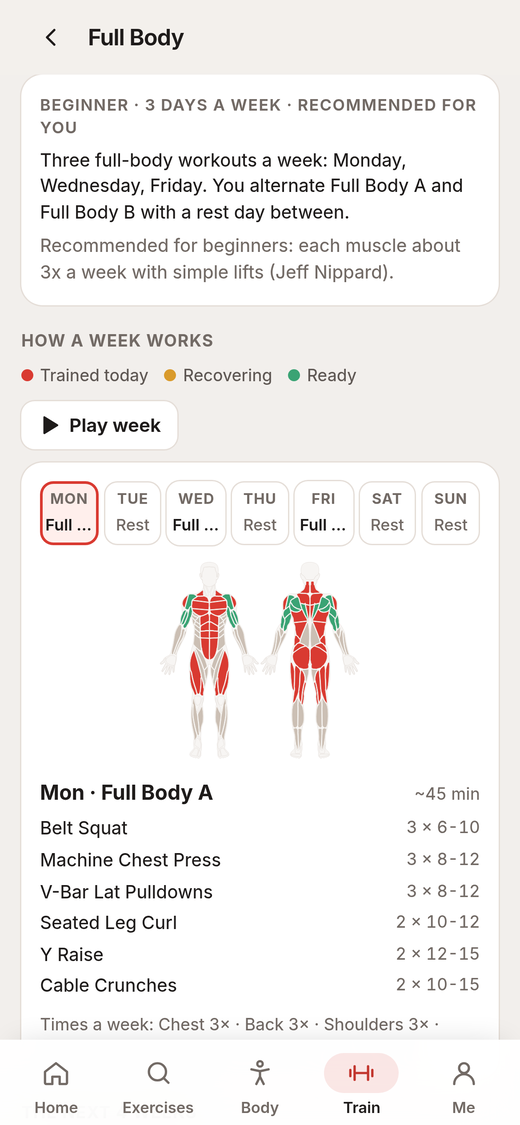 Full Body
BEGINNER · 3 DAYS A WEEK · RECOMMENDED FOR
YOU
Three full-body workouts a week: Monday,
Wednesday, Friday. You alternate Full Body A and
Full Body B with a rest day between.
Recommended for beginners: each muscle about
3x a week with simple lifts (Jeff Nippard).
HOW A WEEK WORKS
Trained today Recovering Ready
Play week
MON TUE WED THU FRI SAT SUN
Full ... Rest Full ... Rest Full ... Rest Rest
Mon · Full Body A ~45 min
Belt Squat 3 × 6-10
Machine Chest Press 3 × 8-12
V-Bar Lat Pulldowns 3 × 8-12
Seated Leg Curl 2 × 10-12
Y Raise 2 × 12-15
Cable Crunches 2 × 10-15
Times a week: Chest 3× · Back 3× · Shoulders 3× ·
Home Exercises Body Train Me